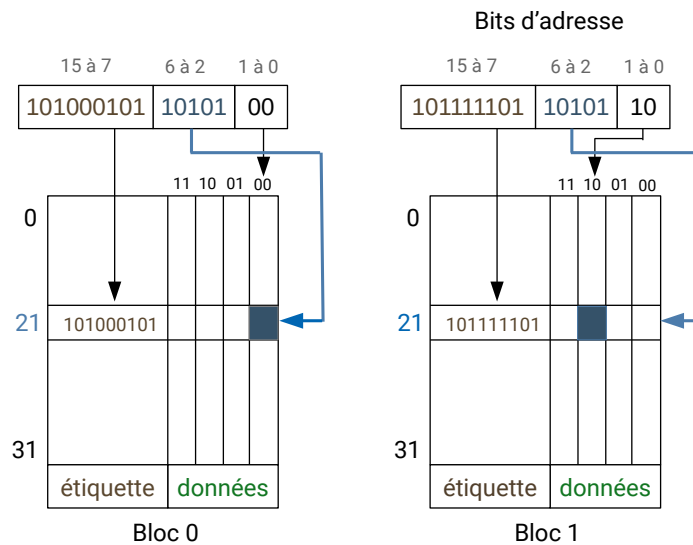 Bits d'adresse
15 à 7 6 à 2 1 à 0
101000101 10101 00
11 10 01 00
0
21 101000101
31
étiquette données
Bloc 0
15 à 7 6 à 2 1 à 0
101111101 10101 10
11 10 01 00
0
21 101111101
31
étiquette données
Bloc 1